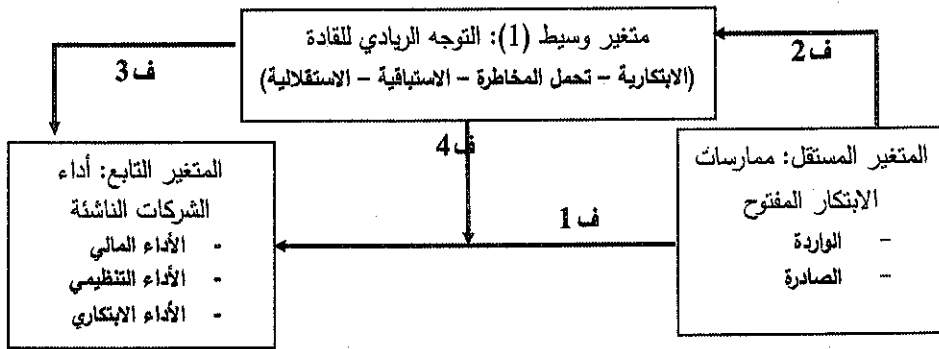 متغير وسيط (1): التوجه الريادي للقادة
(الابتكارية – تحمل المخاطرة – الاستباقية – الاستقلالية)
ف 2
ف 3
ف 4
المتغير المستقل: ممارسات
الابتكار المفتوح
– الواردة
– الصادرة
ف 1
المتغير التابع: أداء
الشركات الناشئة
- الأداء المالي
- الأداء التنظيمي
- الأداء الابتكاري